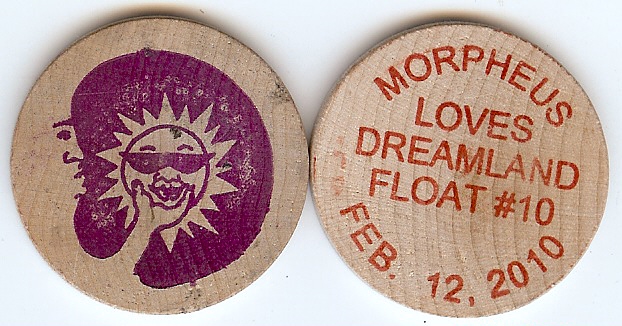 MORPHEUS
LOVES
DREAMLAND
FLOAT #10
FEB. 12, 2010